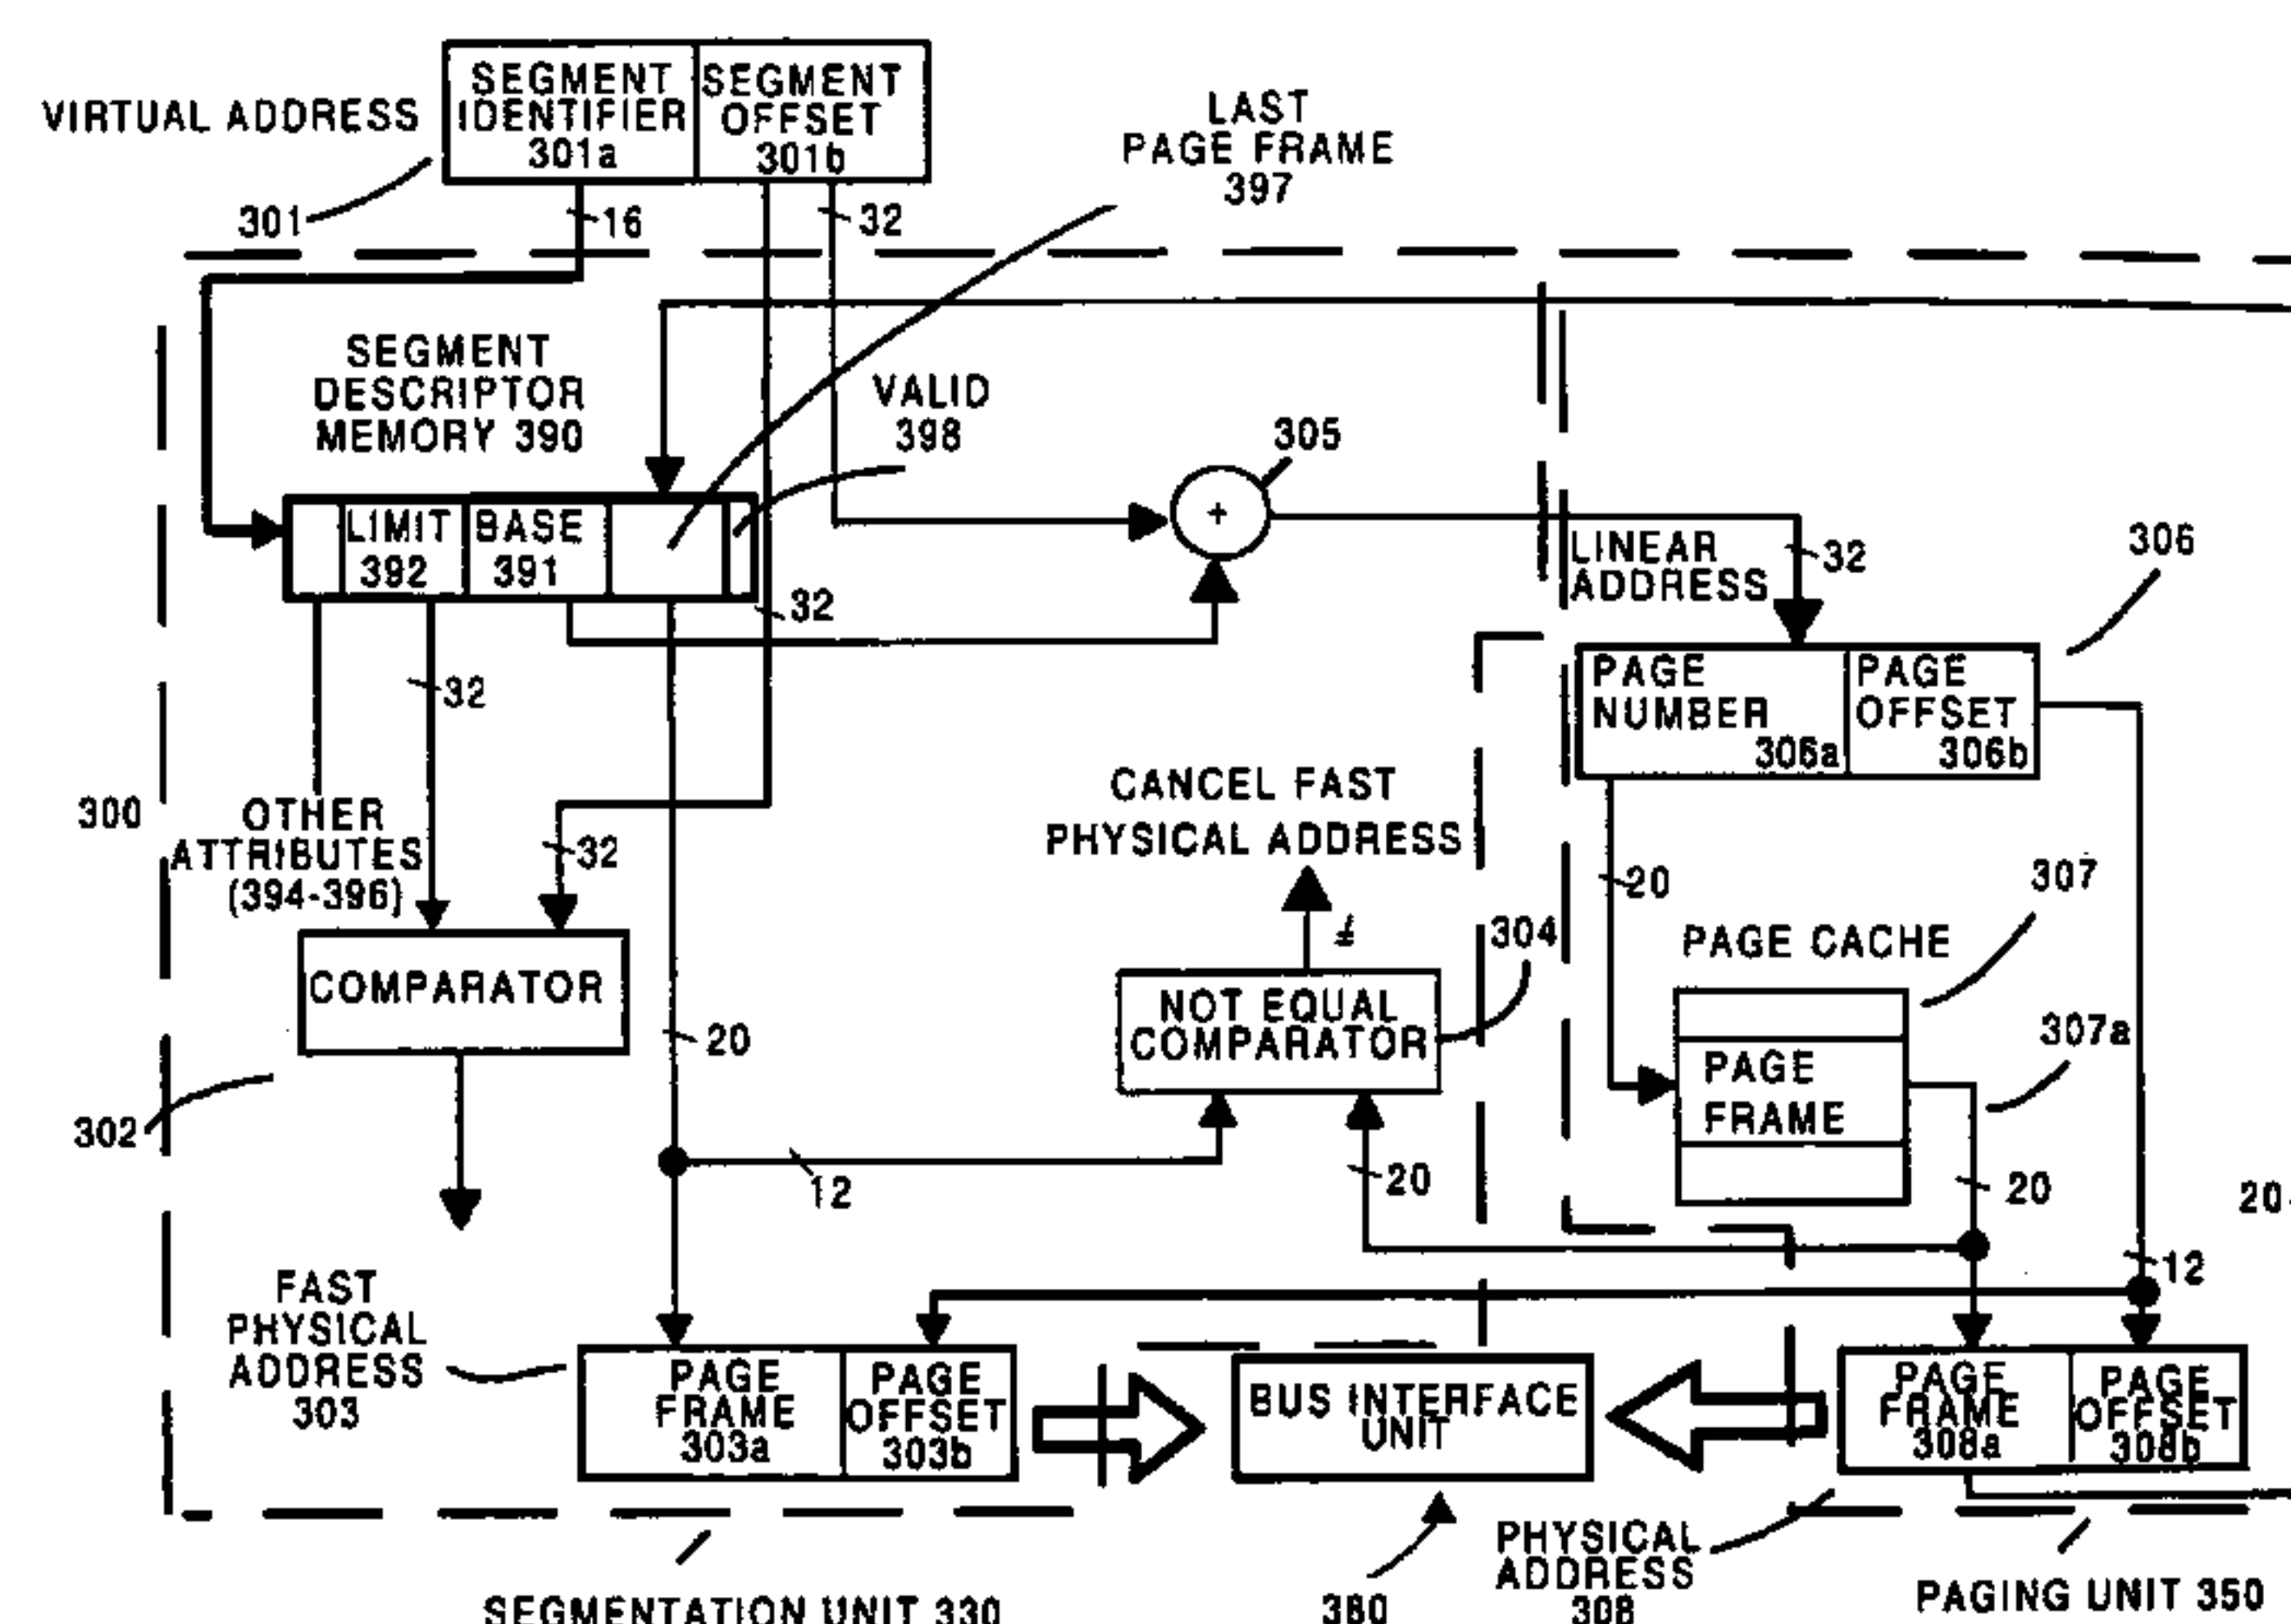 SEGMENT
IDENTIFIER
301a
SEGMENT
OFFSET
301b
VIRTUAL ADDRESS
301
16
32
LAST
PAGE FRAME
397
SEGMENT
DESCRIPTOR
MEMORY 390
VALID
398
305
+
LIMIT
392
BASE
391
32
LINEAR
ADDRESS
32
306
PAGE
NUMBER
306a
PAGE
OFFSET
306b
32
300
OTHER
ATTRIBUTES
(394-396)
32
CANCEL FAST
PHYSICAL ADDRESS
≠
304
20
307
PAGE CACHE
COMPARATOR
NOT EQUAL
COMPARATOR
20
307a
PAGE
FRAME
302
12
20
20
20
12
FAST
PHYSICAL
ADDRESS
303
PAGE
FRAME
303a
PAGE
OFFSET
303b
BUS INTERFACE
UNIT
PAGE
FRAME
308a
PAGE
OFFSET
308b
PHYSICAL
ADDRESS
308
380
SEGMENTATION UNIT 330
PAGING UNIT 350